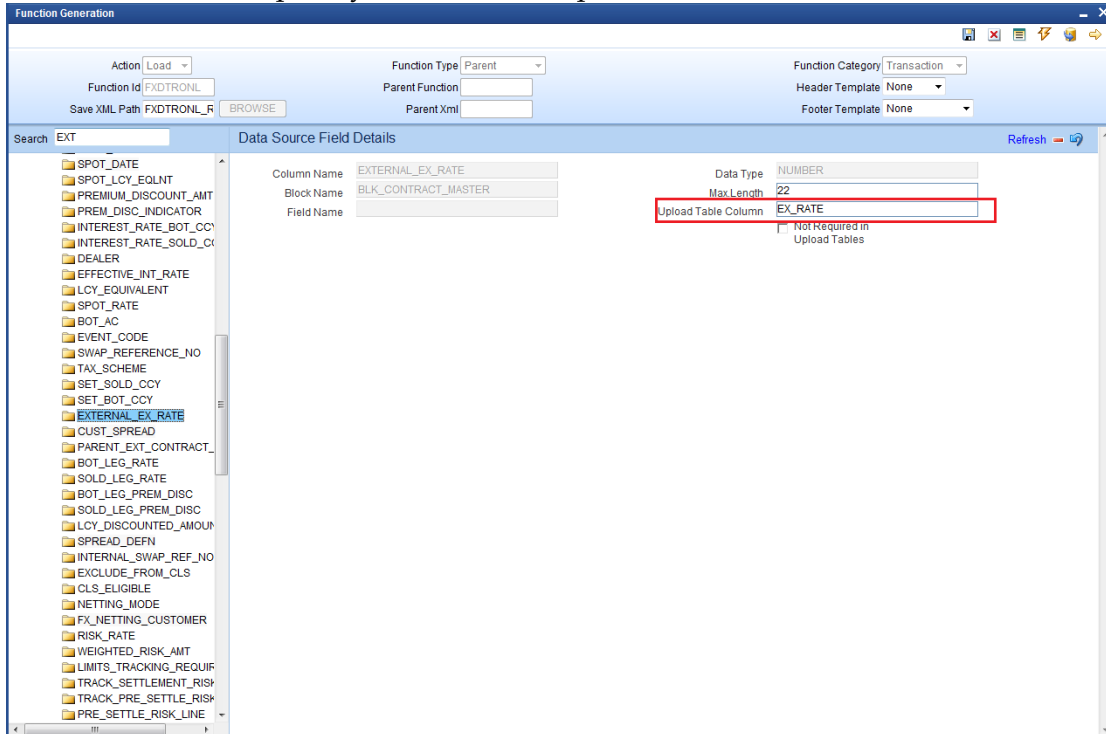 Function Generation
Action Load
Function Type Parent
Function Category Transaction
Function Id FXDTRONL
Parent Function
Header Template None
Save XML Path FXDTRONL_R BROWSE
Parent Xml
Footer Template None
Search EXT
Data Source Field Details
Refresh
SPOT_DATE
SPOT_LCY_EQLNT
PREMIUM_DISCOUNT_AMT
PREM_DISC_INDICATOR
INTEREST_RATE_BOT_CCY
INTEREST_RATE_SOLD_C
DEALER
EFFECTIVE_INT_RATE
LCY_EQUIVALENT
SPOT_RATE
BOT_AC
EVENT_CODE
SWAP_REFERENCE_NO
TAX_SCHEME
SET_SOLD_CCY
SET_BOT_CCY
EXTERNAL_EX_RATE
CUST_SPREAD
PARENT_EXT_CONTRACT_
BOT_LEG_RATE
SOLD_LEG_RATE
BOT_LEG_PREM_DISC
SOLD_LEG_PREM_DISC
LCY_DISCOUNTED_AMOUN
SPREAD_DEFN
INTERNAL_SWAP_REF_NO
EXCLUDE_FROM_CLS
CLS_ELIGIBLE
NETTING_MODE
FX_NETTING_CUSTOMER
RISK_RATE
WEIGHTED_RISK_AMT
LIMITS_TRACKING_REQUIR
TRACK_SETTLEMENT_RISK
TRACK_PRE_SETTLE_RISK
PRE_SETTLE_RISK_LINE
Column Name EXTERNAL_EX_RATE
Data Type NUMBER
Block Name BLK_CONTRACT_MASTER
Max Length 22
Field Name
Upload Table Column EX_RATE
Not Required In
Upload Tables